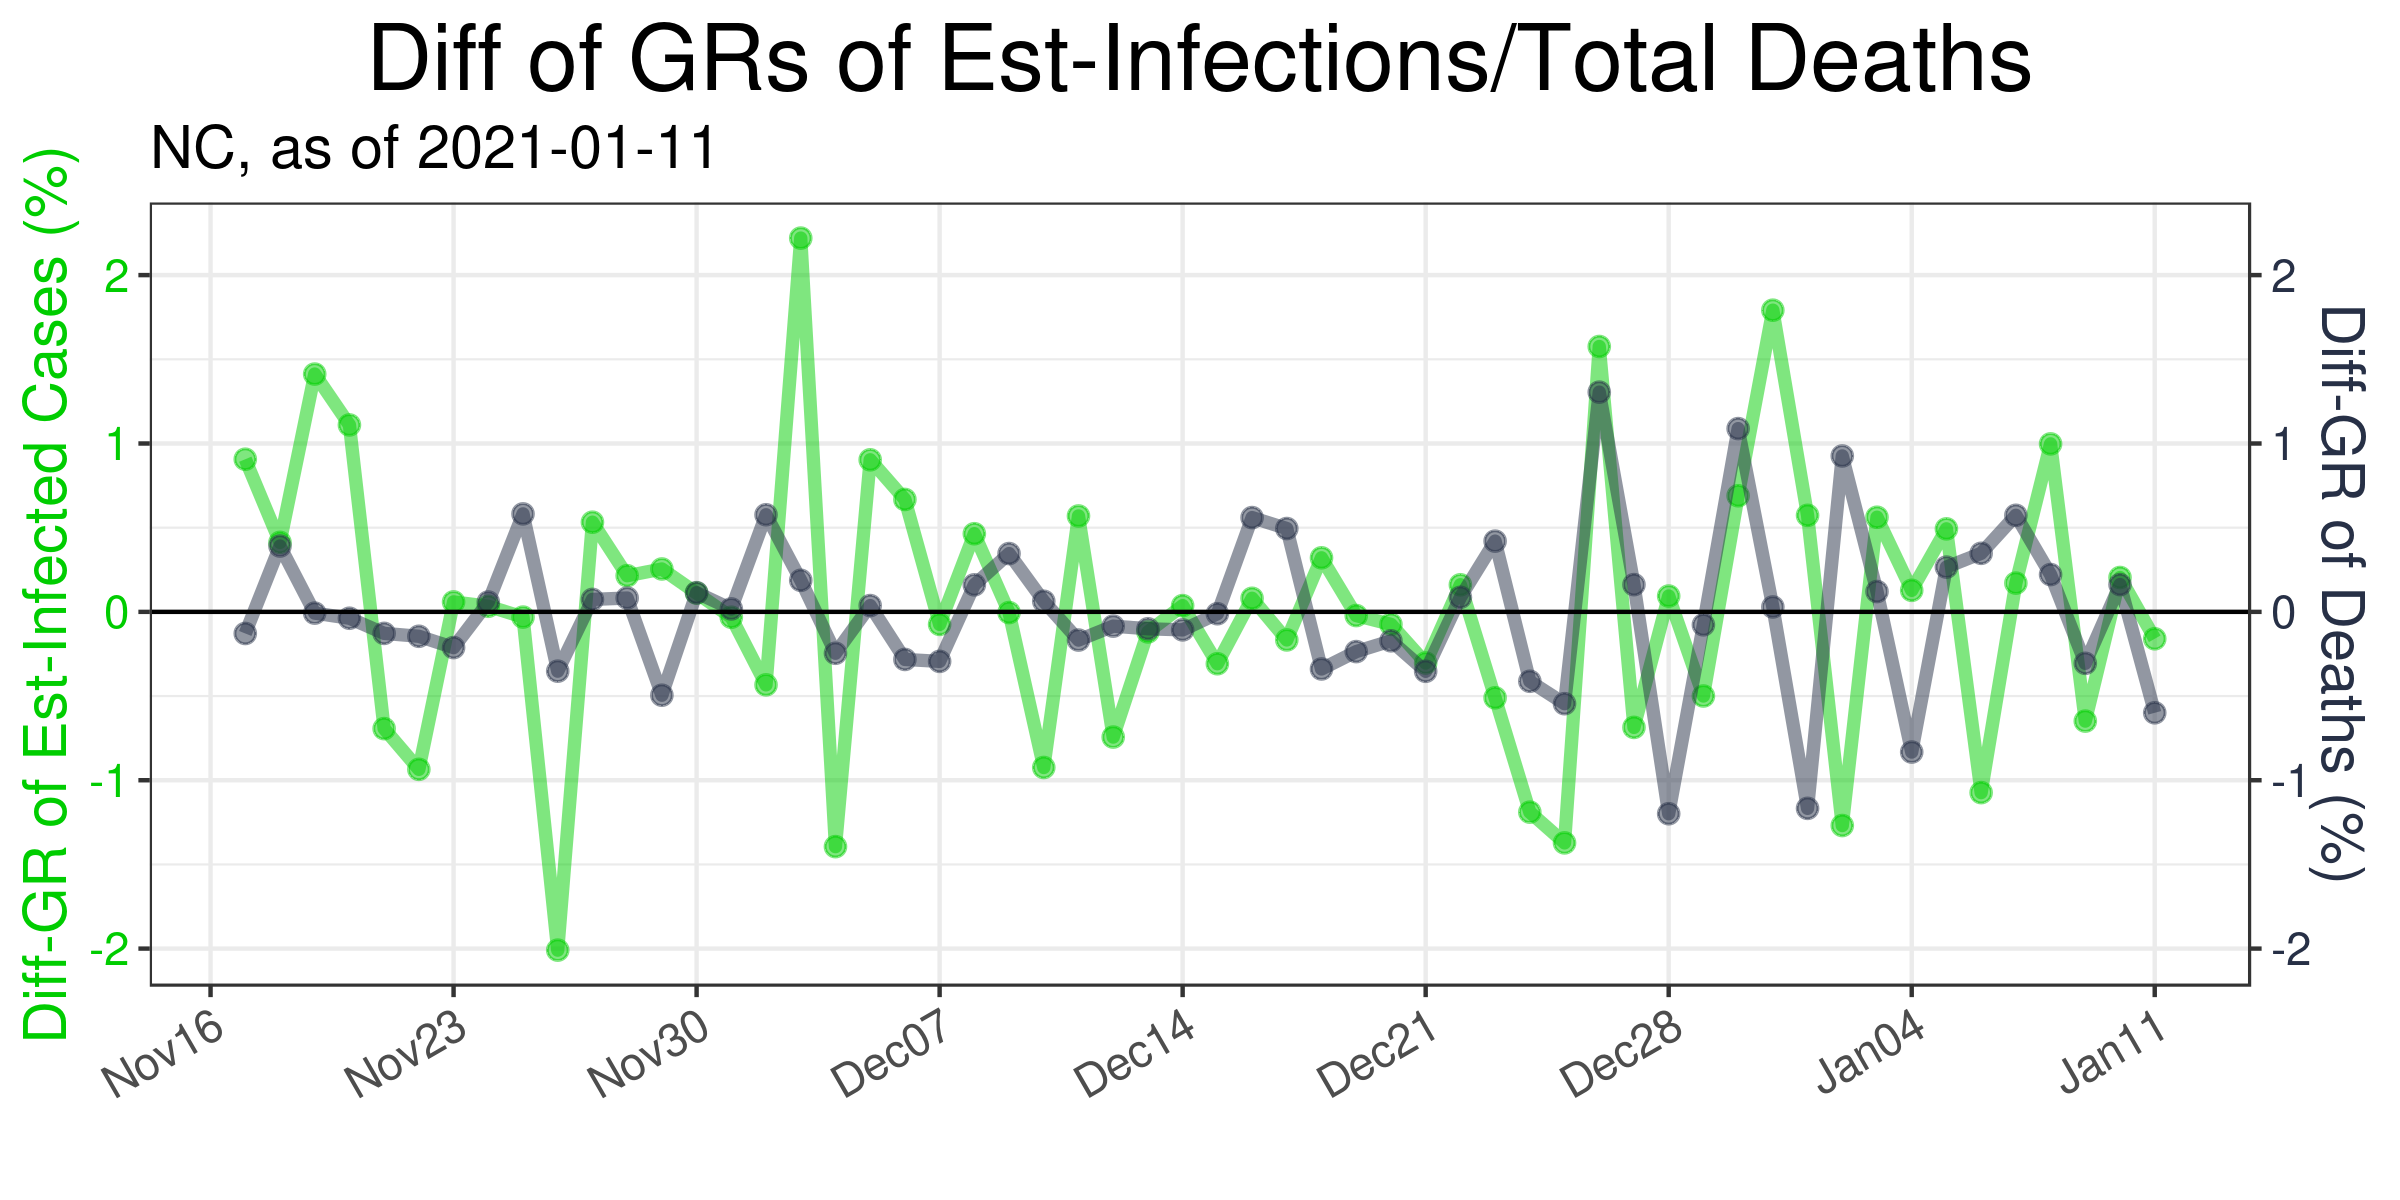 Diff of GRs of Est-Infections/Total Deaths
NC, as of 2021-01-11
Diff-GR of Est-Infected Cases (%)
2
1
0
-1
-2
2
1
0
-1
-2
Diff-GR of Deaths (%)
Nov16
Nov23
Nov30
Dec07
Dec14
Dec21
Dec28
Jan04
Jan11